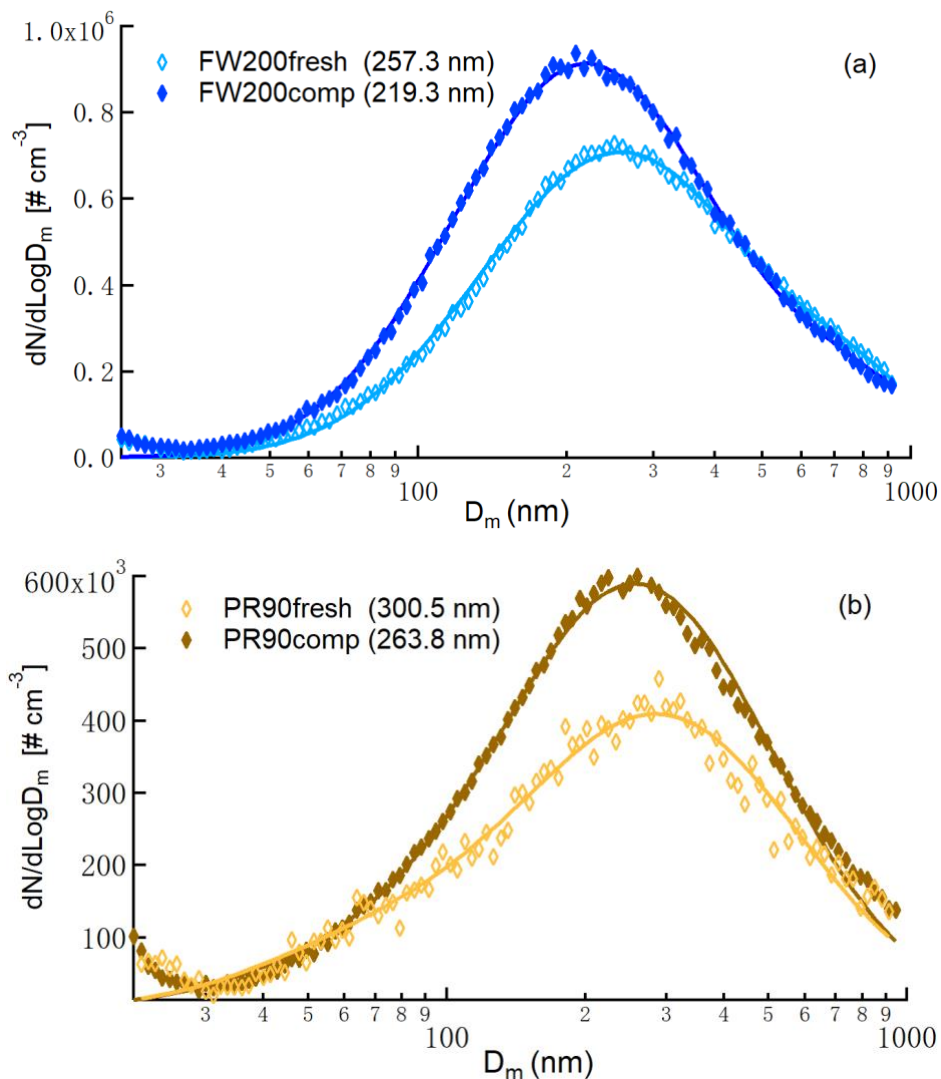 1.0x10⁶
FW200fresh (257.3 nm)
FW200comp (219.3 nm)
(a)
0.8
0.6
0.4
0.2
0.0
dN/dLogDₘ [# cm⁻³]
3 4 5 6 7 8 9 100 2 3 4 5 6 7 8 9 1000
Dₘ (nm)
600x10³
PR90fresh (300.5 nm)
PR90comp (263.8 nm)
(b)
500
400
300
200
100
dN/dLogDₘ [# cm⁻³]
3 4 5 6 7 8 9 100 2 3 4 5 6 7 8 9 1000
Dₘ (nm)